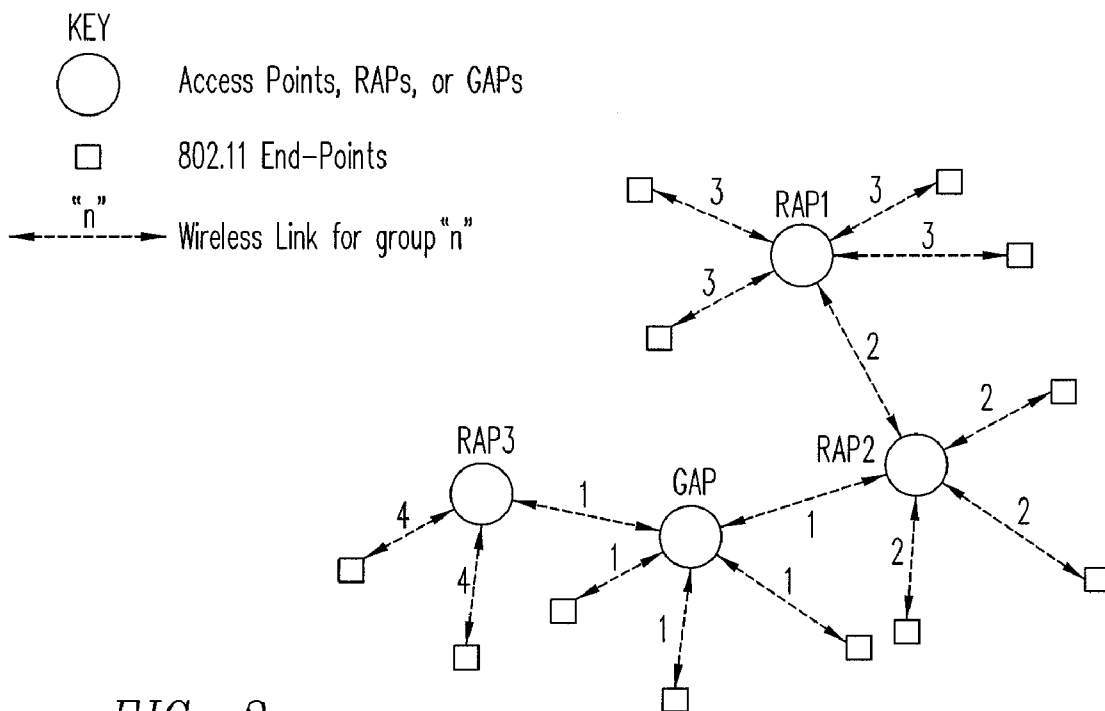 KEY
Access Points, RAPs, or GAPs
802.11 End-Points
"n"
Wireless Link for group "n"
3
RAP1
3
3
3
2
2
RAP3
RAP2
GAP
1
4
1
2
1
1
2
4
1